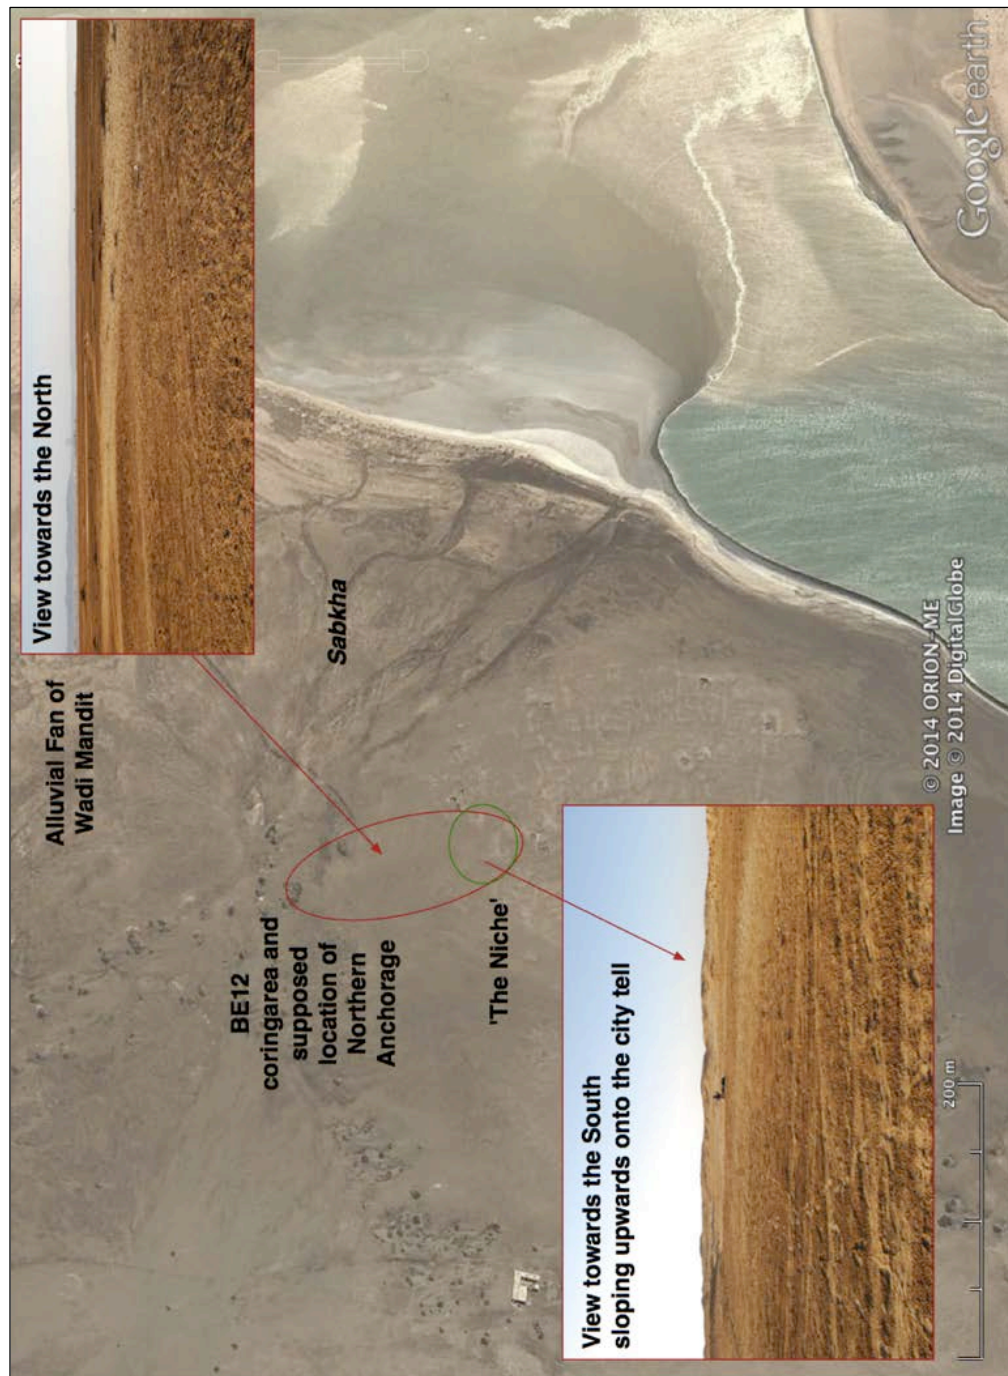 View towards the North
Alluvial Fan of
Wadi Mandit
Sabkha
BE12
coringarea and
supposed
location of
Northern
Anchorage
'The Niche'
View towards the South
sloping upwards onto the city tell
200 m
© 2014 ORION-ME
Image © 2014 DigitalGlobe
Google earth